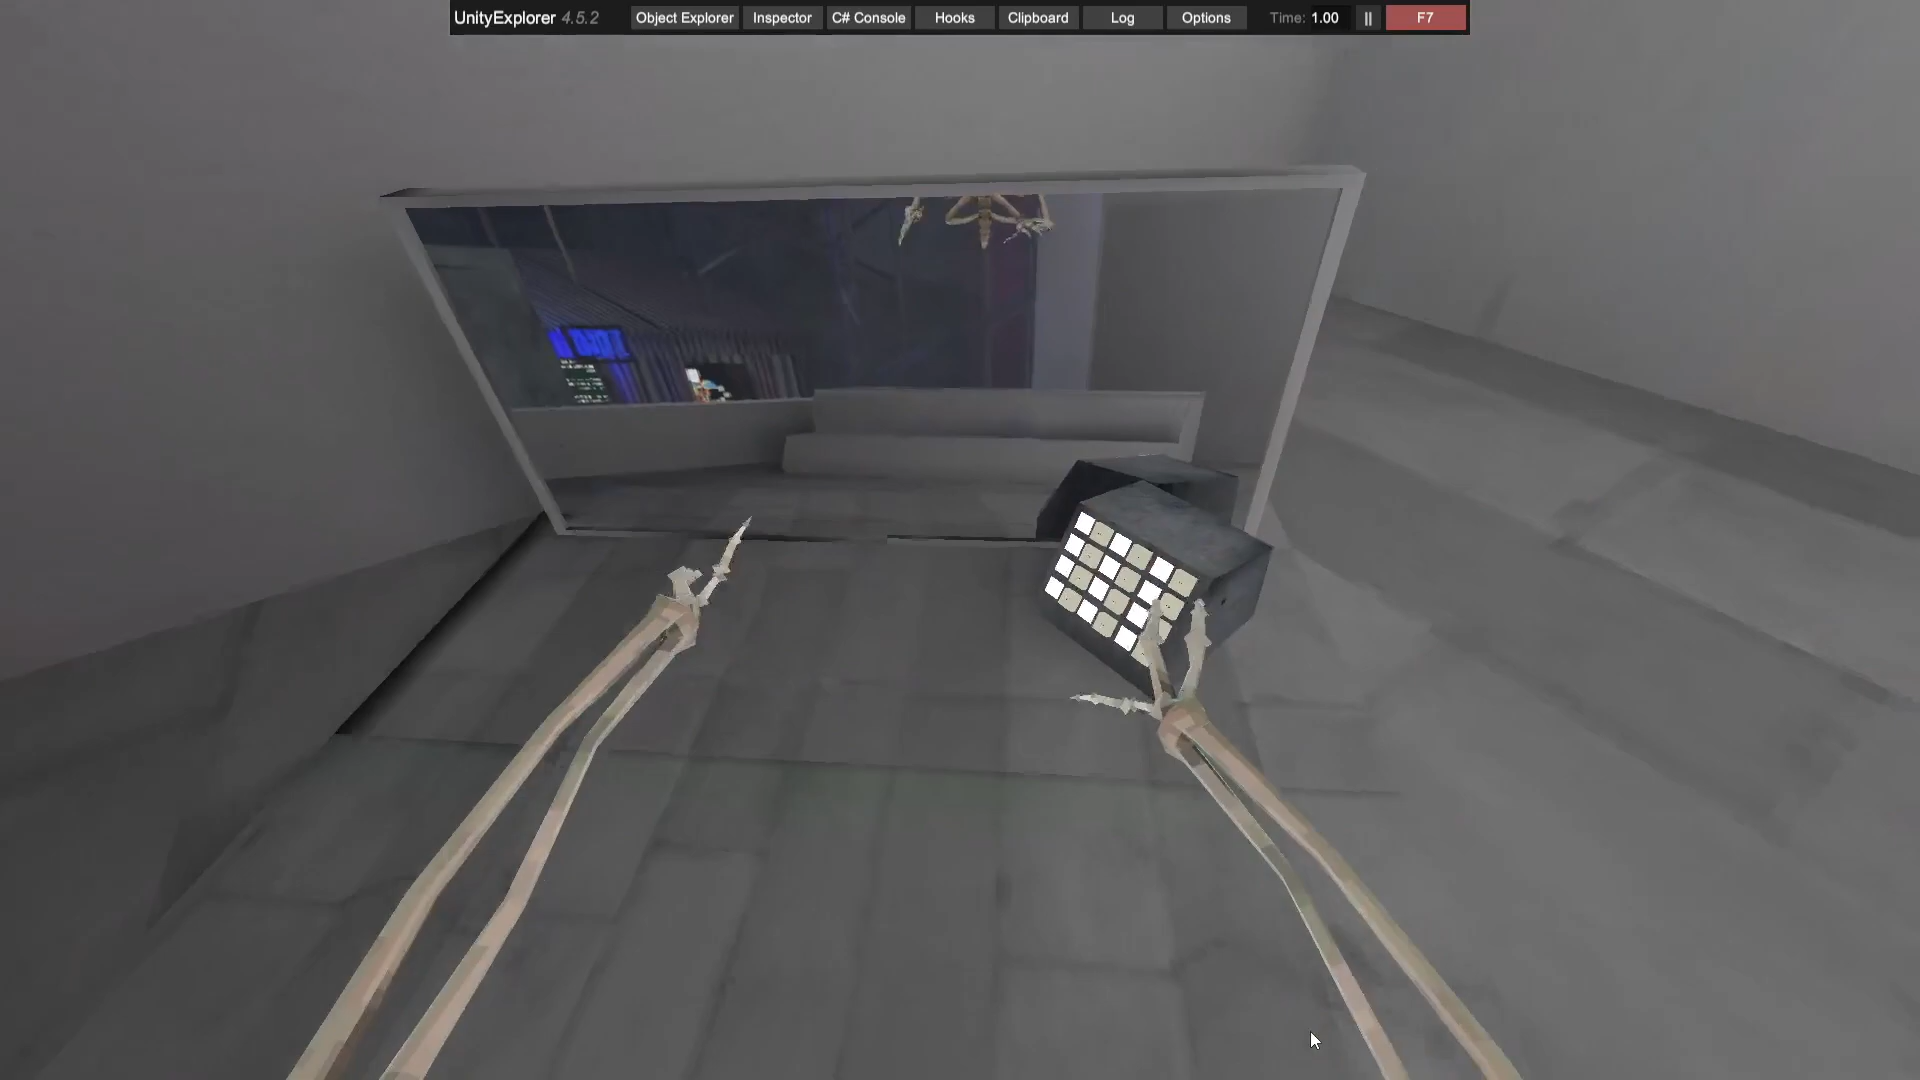 UnityExplorer 4.5.2 Object Explorer Inspector C# Console Hooks Clipboard Log Options Time: 1.00 || F7